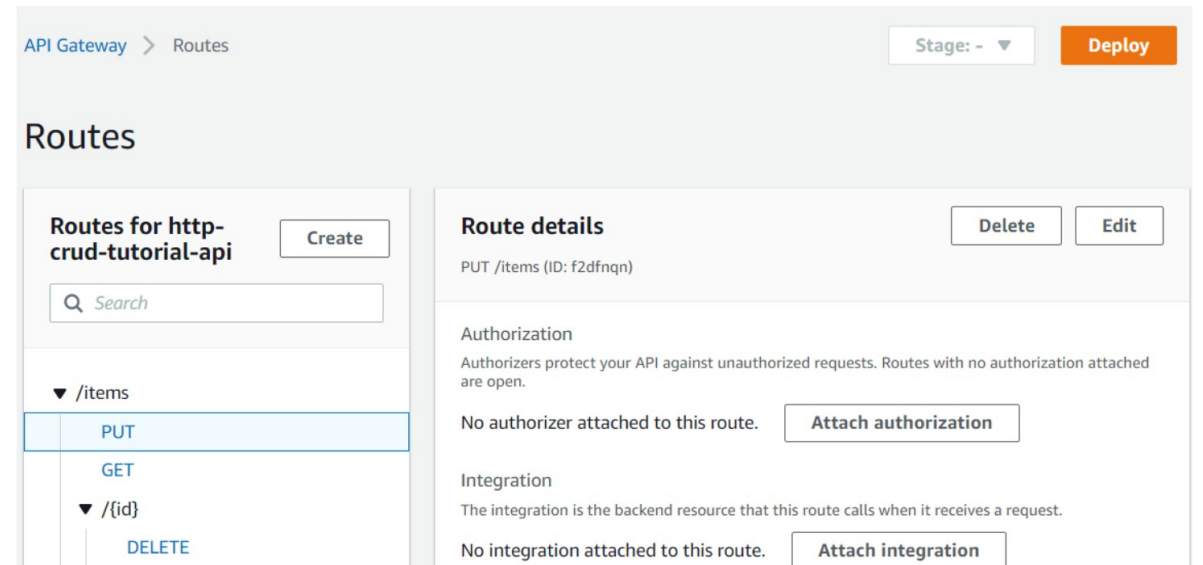 API Gateway > Routes
Stage: - ▼
Deploy
Routes
Routes for http-
crud-tutorial-api
Create
Search
▼ /items
PUT
GET
▼ /{id}
DELETE
Route details
Delete
Edit
PUT /items (ID: f2dfnqn)
Authorization
Authorizers protect your API against unauthorized requests. Routes with no authorization attached
are open.
No authorizer attached to this route.
Attach authorization
Integration
The integration is the backend resource that this route calls when it receives a request.
No integration attached to this route.
Attach integration